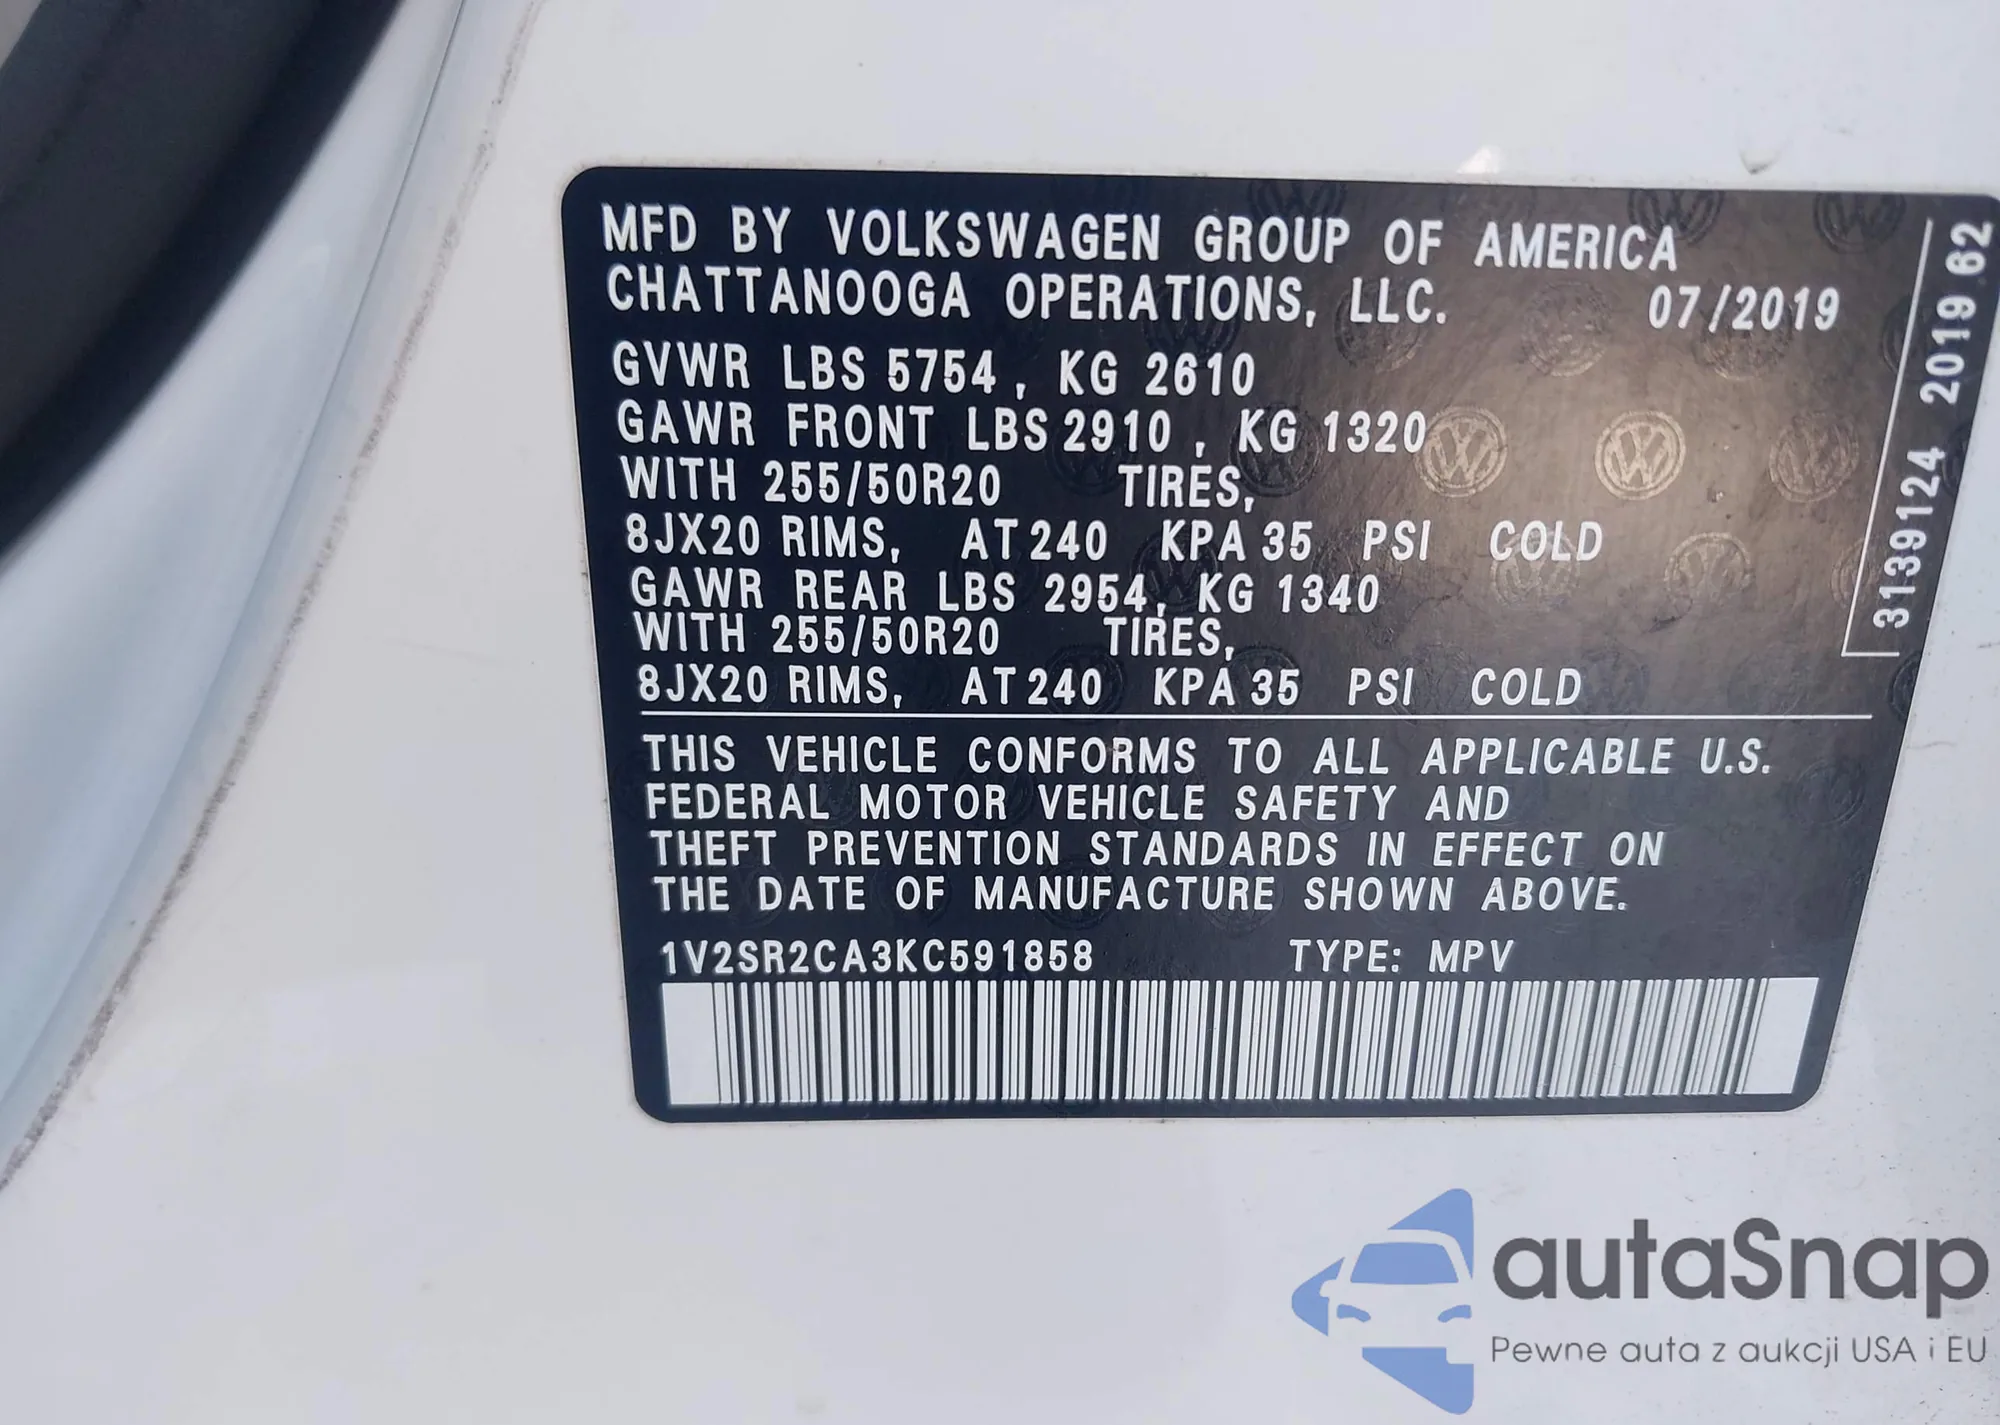 MFD BY VOLKSWAGEN GROUP OF AMERICA
CHATTANOOGA OPERATIONS, LLC. 07/2019
GVWR LBS 5754 , KG 2610
GAWR FRONT LBS 2910 , KG 1320
WITH 255/50R20 TIRES,
8JX20 RIMS, AT 240 KPA 35 PSI COLD
GAWR REAR LBS 2954, KG 1340
WITH 255/50R20 TIRES,
8JX20 RIMS, AT 240 KPA 35 PSI COLD
THIS VEHICLE CONFORMS TO ALL APPLICABLE U.S.
FEDERAL MOTOR VEHICLE SAFETY AND
THEFT PREVENTION STANDARDS IN EFFECT ON
THE DATE OF MANUFACTURE SHOWN ABOVE.
1V2SR2CA3KC591858 TYPE: MPV
3139124 2019 62
autaSnap
Pewne auta z aukcji USA i EU